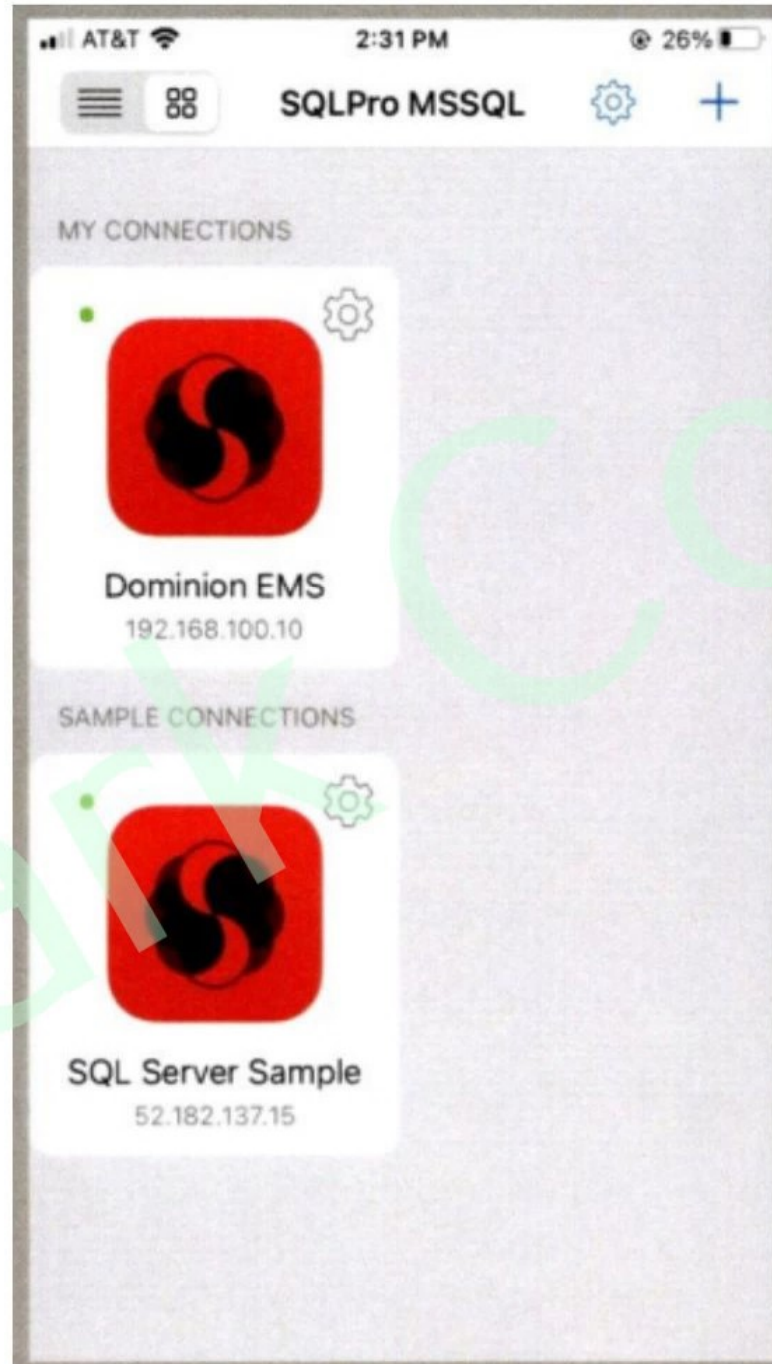 AT&T 2:31 PM 26%
SQLPro MSSQL
MY CONNECTIONS
Dominion EMS
192.168.100.10
SAMPLE CONNECTIONS
SQL Server Sample
52.182.137.15